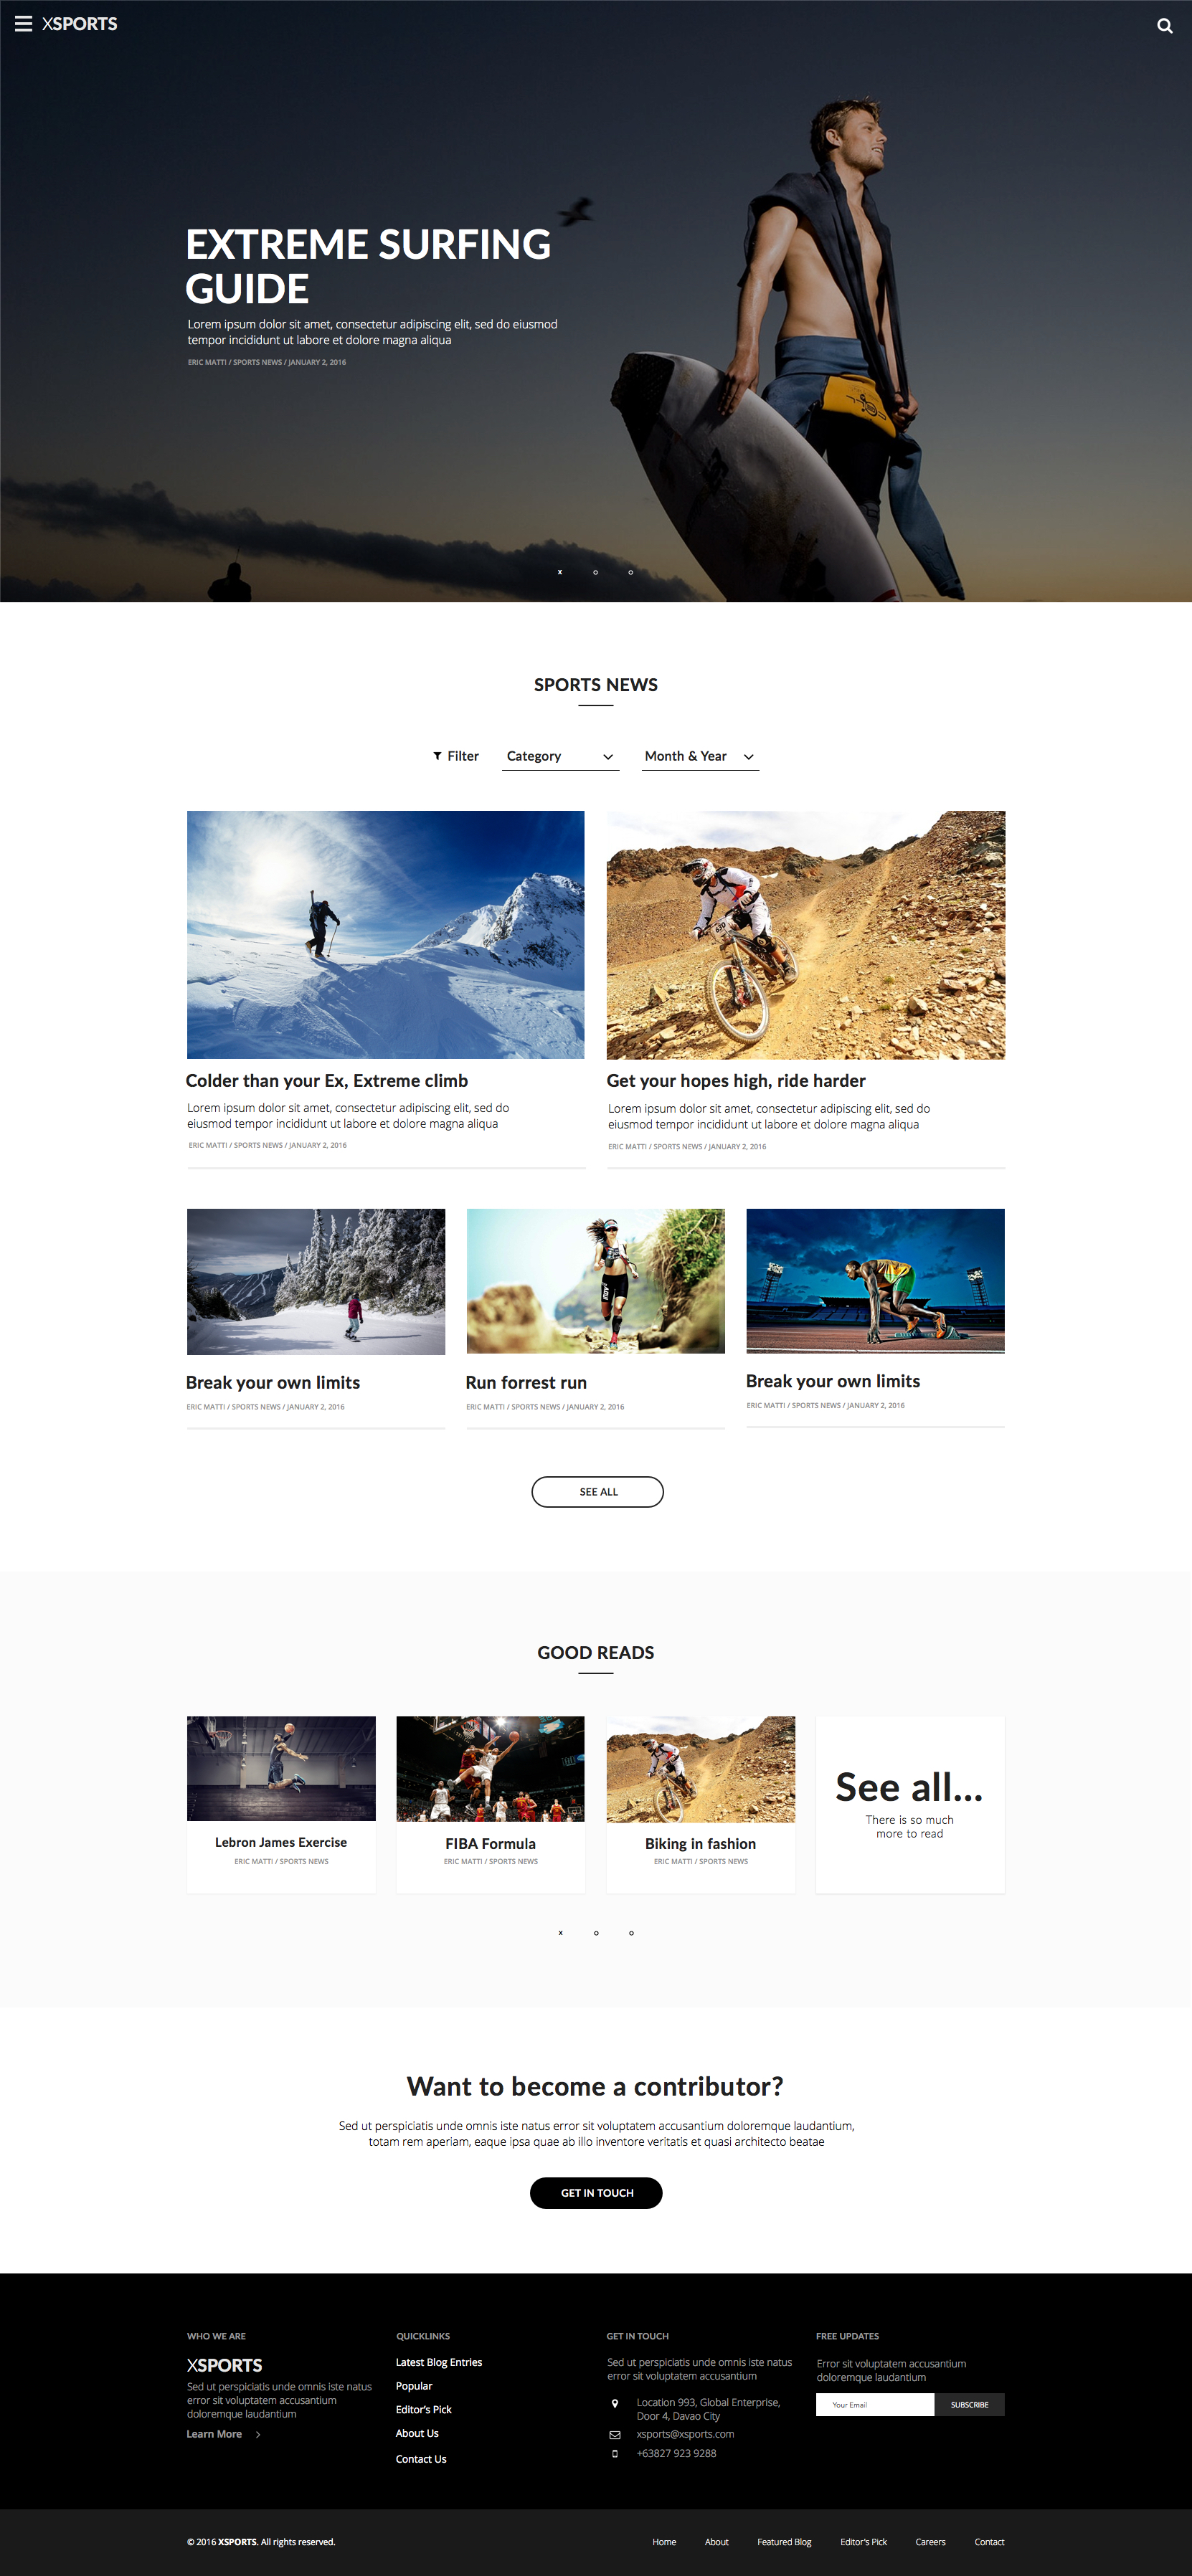 XSPORTS
EXTREME SURFING
GUIDE
Lorem ipsum dolor sit amet, consectetur adipiscing elit, sed do eiusmod
tempor incididunt ut labore et dolore magna aliqua
ERIC MATTI / SPORTS NEWS / JANUARY 2, 2016
SPORTS NEWS
Filter Category Month & Year
Colder than your Ex, Extreme climb
Lorem ipsum dolor sit amet, consectetur adipiscing elit, sed do
eiusmod tempor incididunt ut labore et dolore magna aliqua
ERIC MATTI / SPORTS NEWS / JANUARY 2, 2016
Get your hopes high, ride harder
Lorem ipsum dolor sit amet, consectetur adipiscing elit, sed do
eiusmod tempor incididunt ut labore et dolore magna aliqua
ERIC MATTI / SPORTS NEWS / JANUARY 2, 2016
Break your own limits
ERIC MATTI / SPORTS NEWS / JANUARY 2, 2016
Run forrest run
ERIC MATTI / SPORTS NEWS / JANUARY 2, 2016
Break your own limits
ERIC MATTI / SPORTS NEWS / JANUARY 2, 2016
SEE ALL
GOOD READS
Lebron James Exercise
ERIC MATTI / SPORTS NEWS
FIBA Formula
ERIC MATTI / SPORTS NEWS
Biking in fashion
ERIC MATTI / SPORTS NEWS
See all...
There is so much
more to read
Want to become a contributor?
Sed ut perspiciatis unde omnis iste natus error sit voluptatem accusantium doloremque laudantium,
totam rem aperiam, eaque ipsa quae ab illo inventore veritatis et quasi architecto beatae
GET IN TOUCH
WHO WE ARE
XSPORTS
Sed ut perspiciatis unde omnis iste natus
error sit voluptatem accusantium
doloremque laudantium
Learn More
QUICKLINKS
Latest Blog Entries
Popular
Editor's Pick
About Us
Contact Us
GET IN TOUCH
Sed ut perspiciatis unde omnis iste natus
error sit voluptatem accusantium
Location 993, Global Enterprise,
Door 4, Davao City
xsports@xsports.com
+63827 923 9288
FREE UPDATES
Error sit voluptatem accusantium
doloremque laudantium
Your Email SUBSCRIBE
© 2016 XSPORTS. All rights reserved.
Home About Featured Blog Editor's Pick Careers Contact